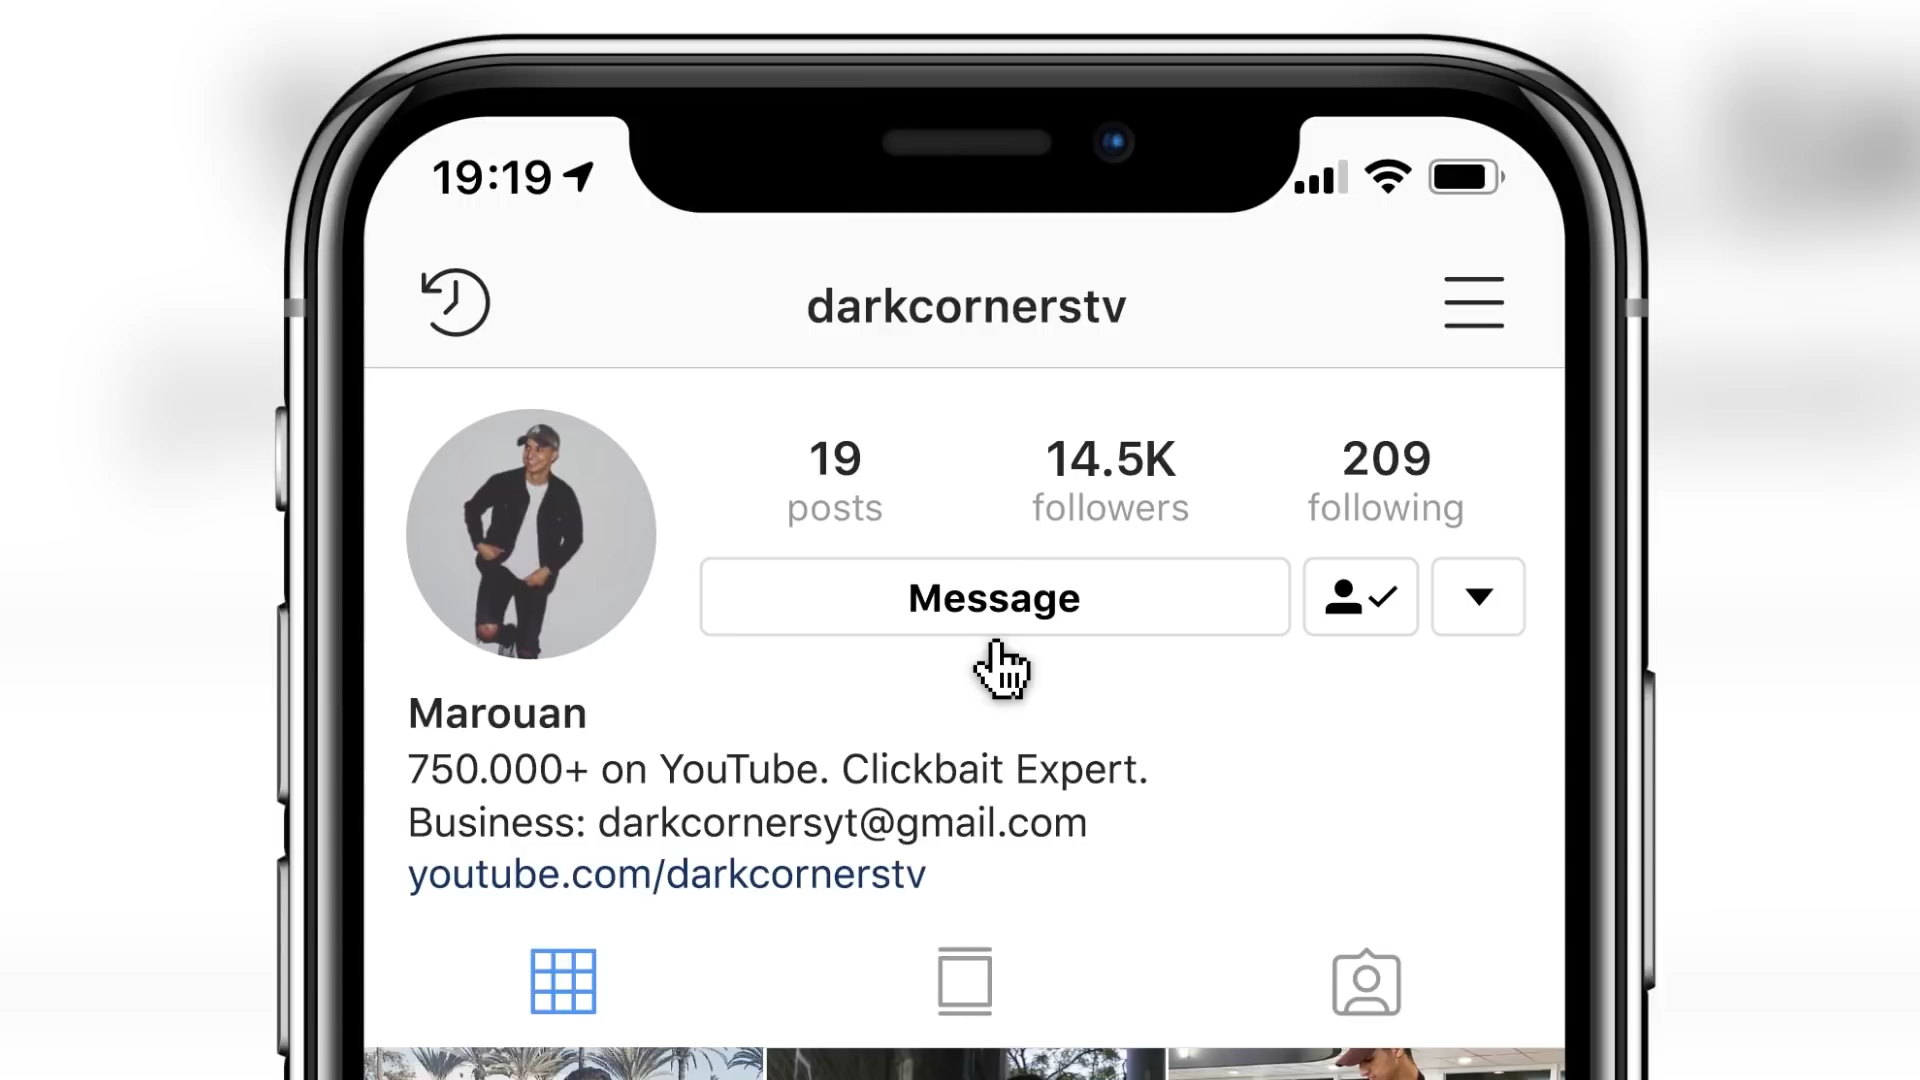 19:19
darkcornerstv
19 14.5K 209
posts followers following
Message
Marouan
750.000+ on YouTube. Clickbait Expert.
Business: darkcornersyt@gmail.com
youtube.com/darkcornerstv